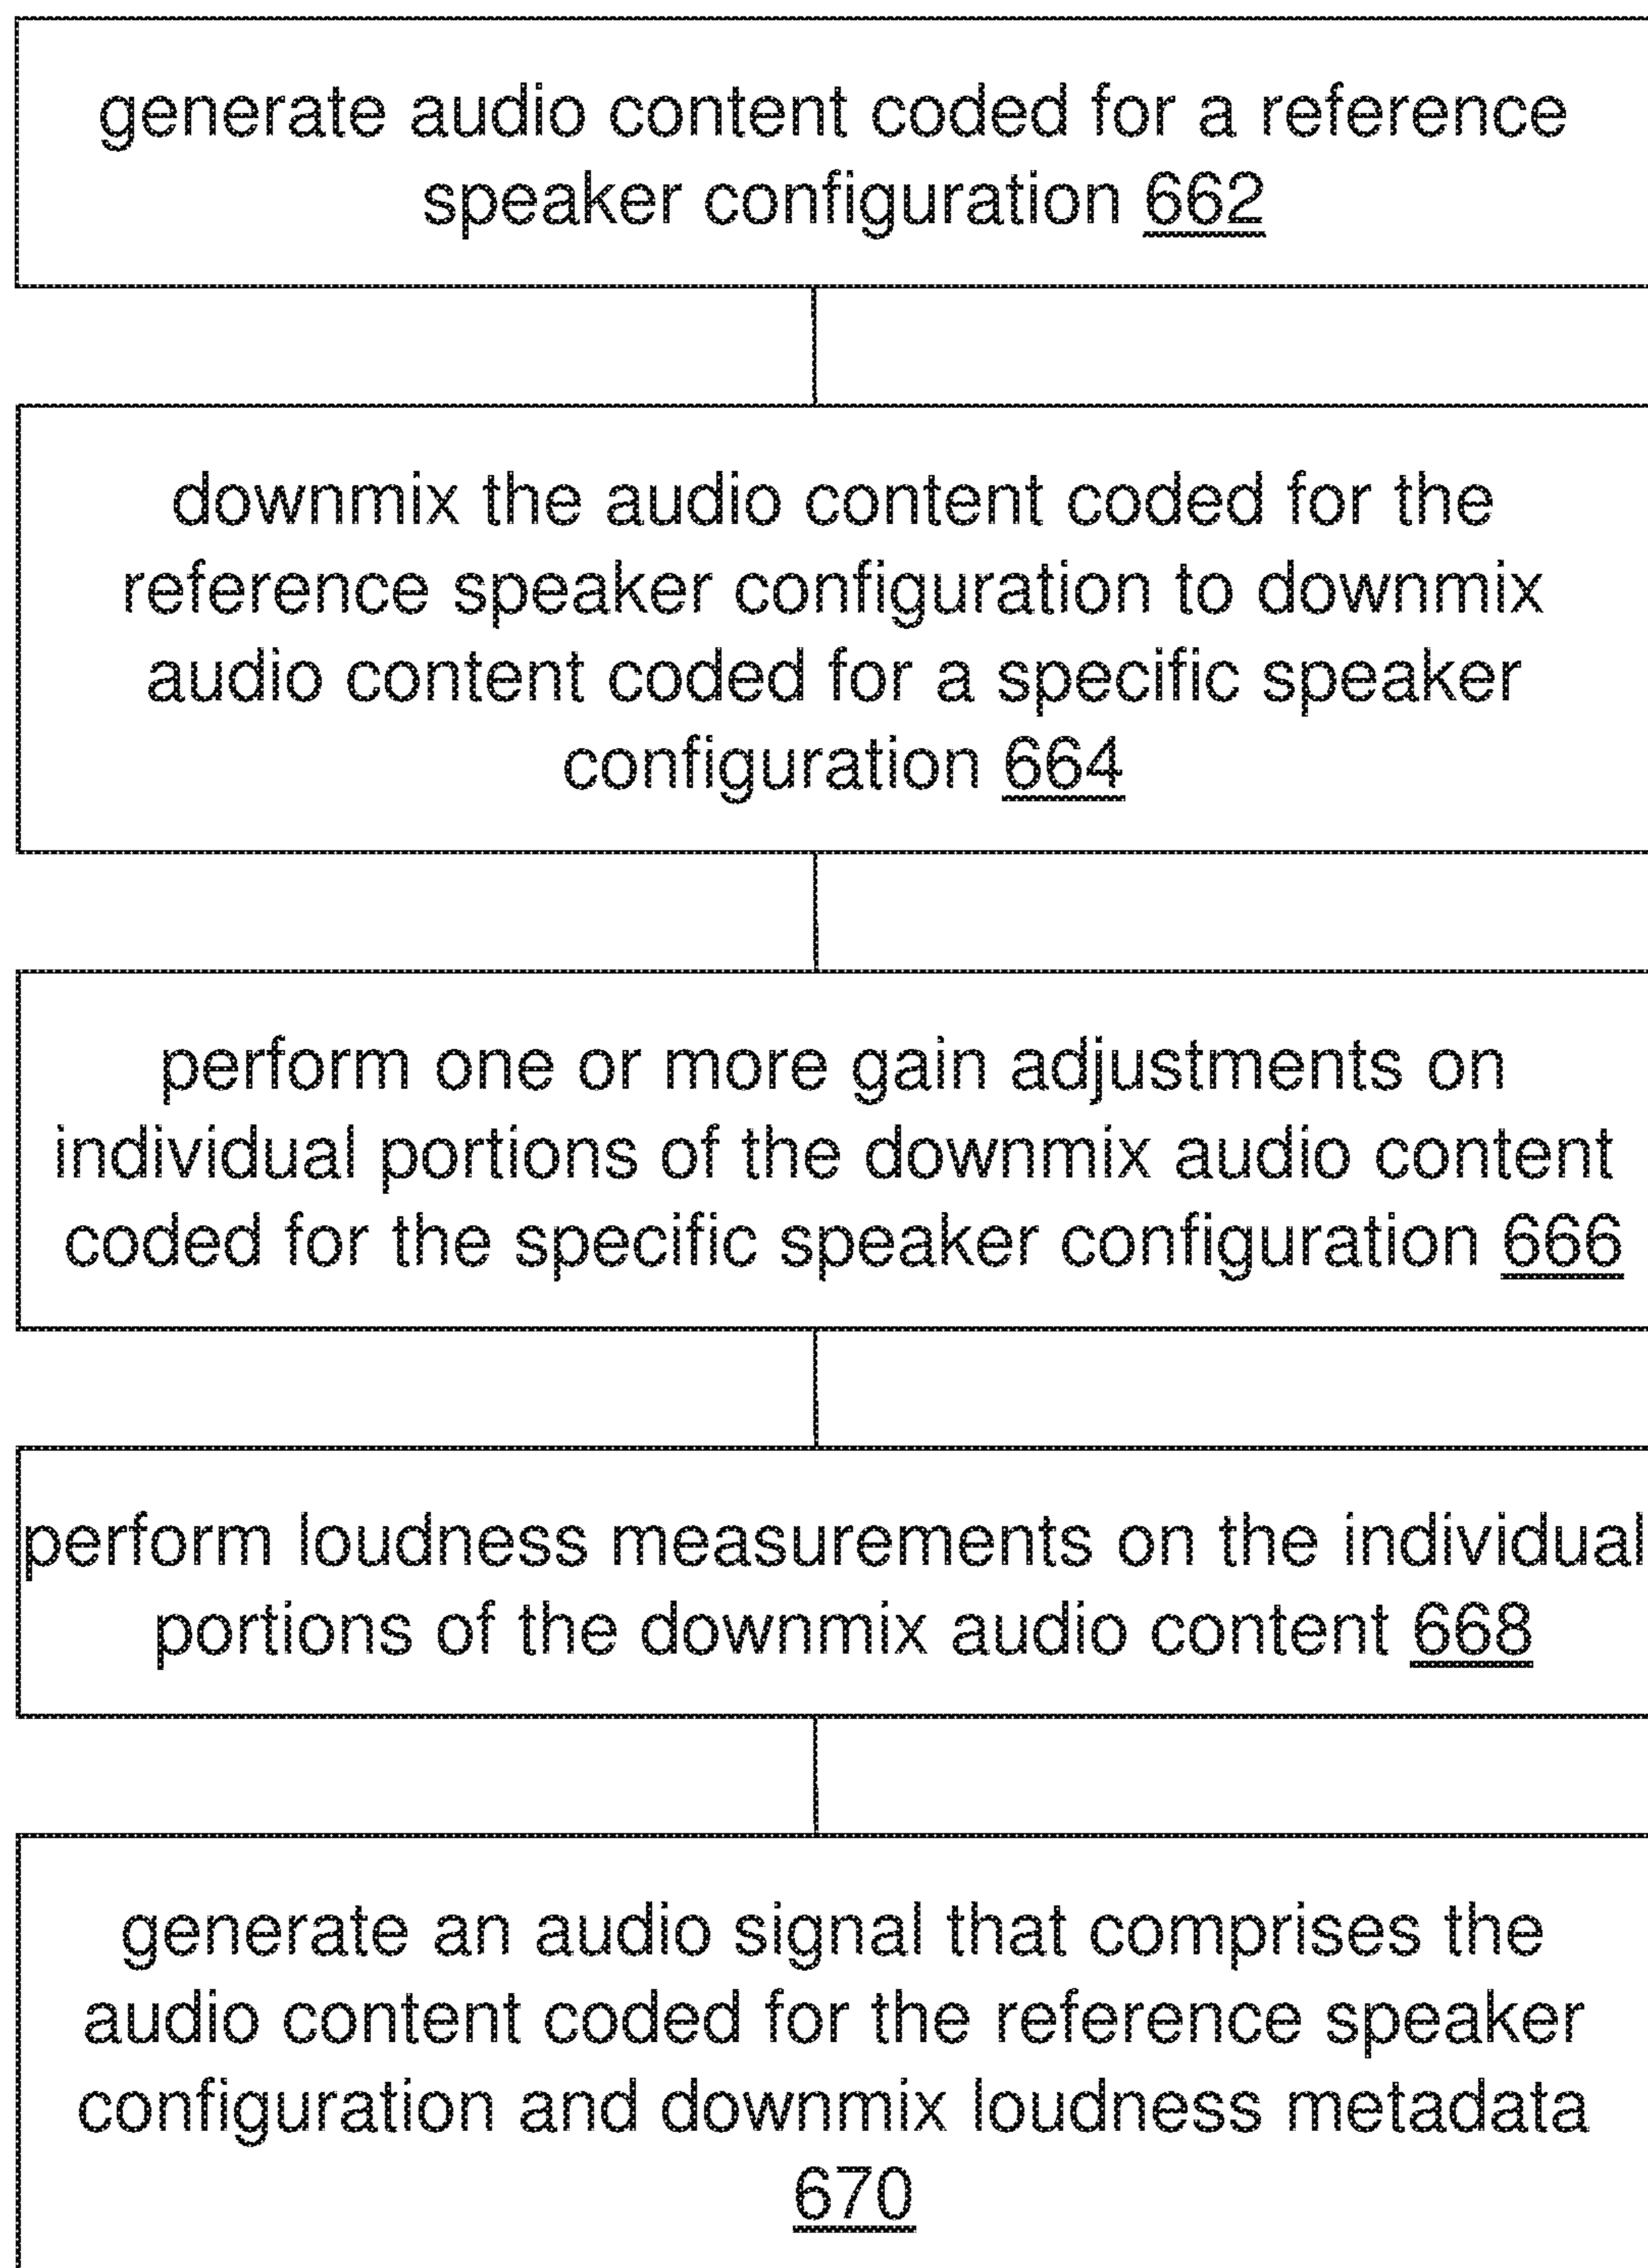 generate audio content coded for a reference
speaker configuration 662
downmix the audio content coded for the
reference speaker configuration to downmix
audio content coded for a specific speaker
configuration 664
perform one or more gain adjustments on
individual portions of the downmix audio content
coded for the specific speaker configuration 666
perform loudness measurements on the individual
portions of the downmix audio content 668
generate an audio signal that comprises the
audio content coded for the reference speaker
configuration and downmix loudness metadata
670